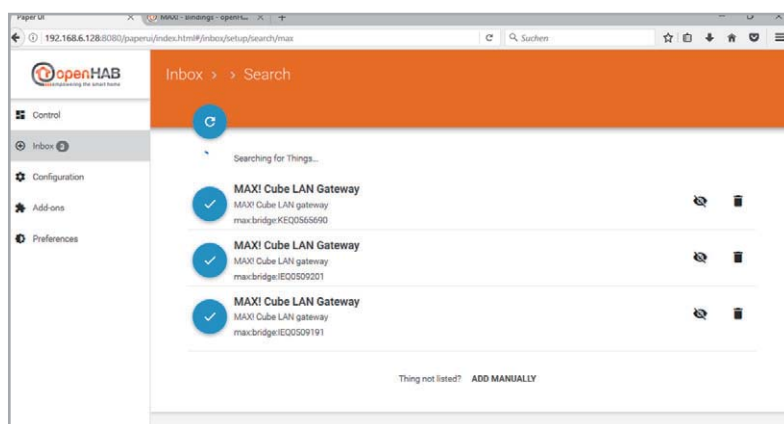 Paper UI
MAX! - Bindings - openH...
192.168.6.128:8080/paperui/index.html#/inbox/setup/search/max
Suchen
openHAB
empowering the smart home
Inbox > > Search
Control
Inbox 3
Configuration
Add-ons
Preferences
Searching for Things...
MAX! Cube LAN Gateway
MAX! Cube LAN gateway
max:bridge:KEQ0565690
MAX! Cube LAN Gateway
MAX! Cube LAN gateway
max:bridge:IEQ0509201
MAX! Cube LAN Gateway
MAX! Cube LAN gateway
max:bridge:IEQ0509191
Thing not listed? ADD MANUALLY